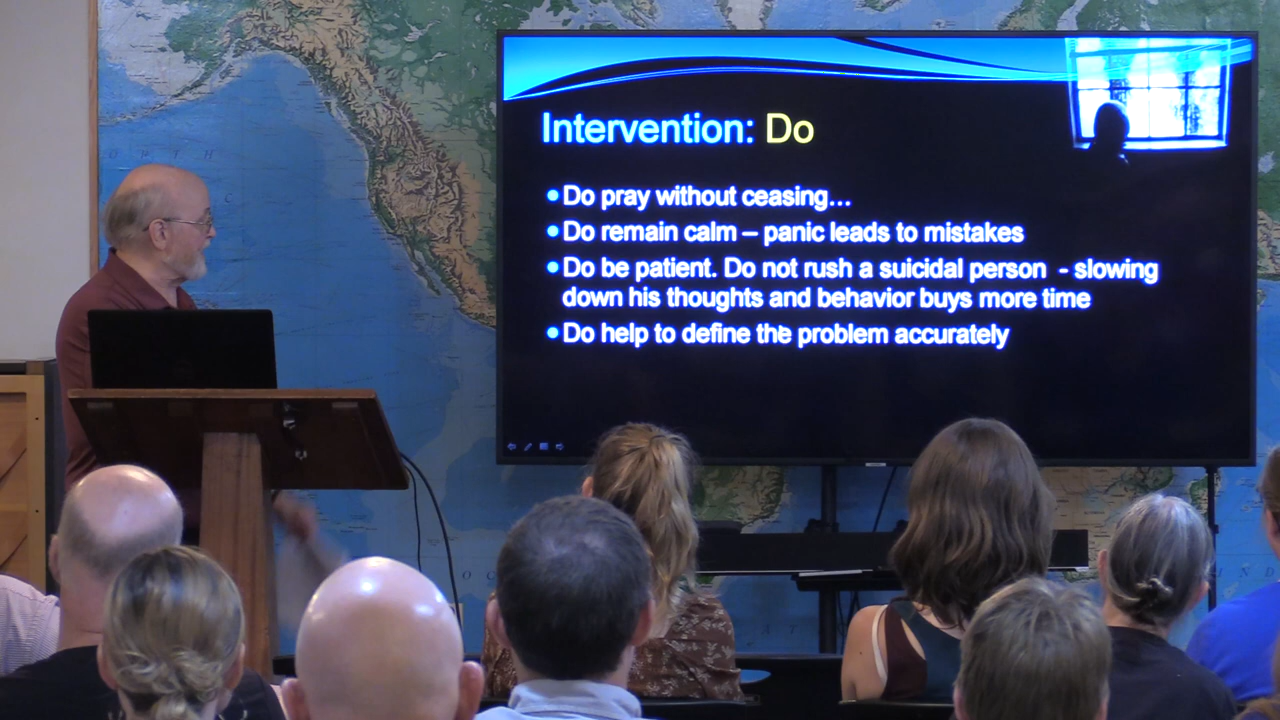 Intervention: Do
•Do pray without ceasing...
•Do remain calm – panic leads to mistakes
•Do be patient. Do not rush a suicidal person - slowing
down his thoughts and behavior buys more time
•Do help to define the problem accurately